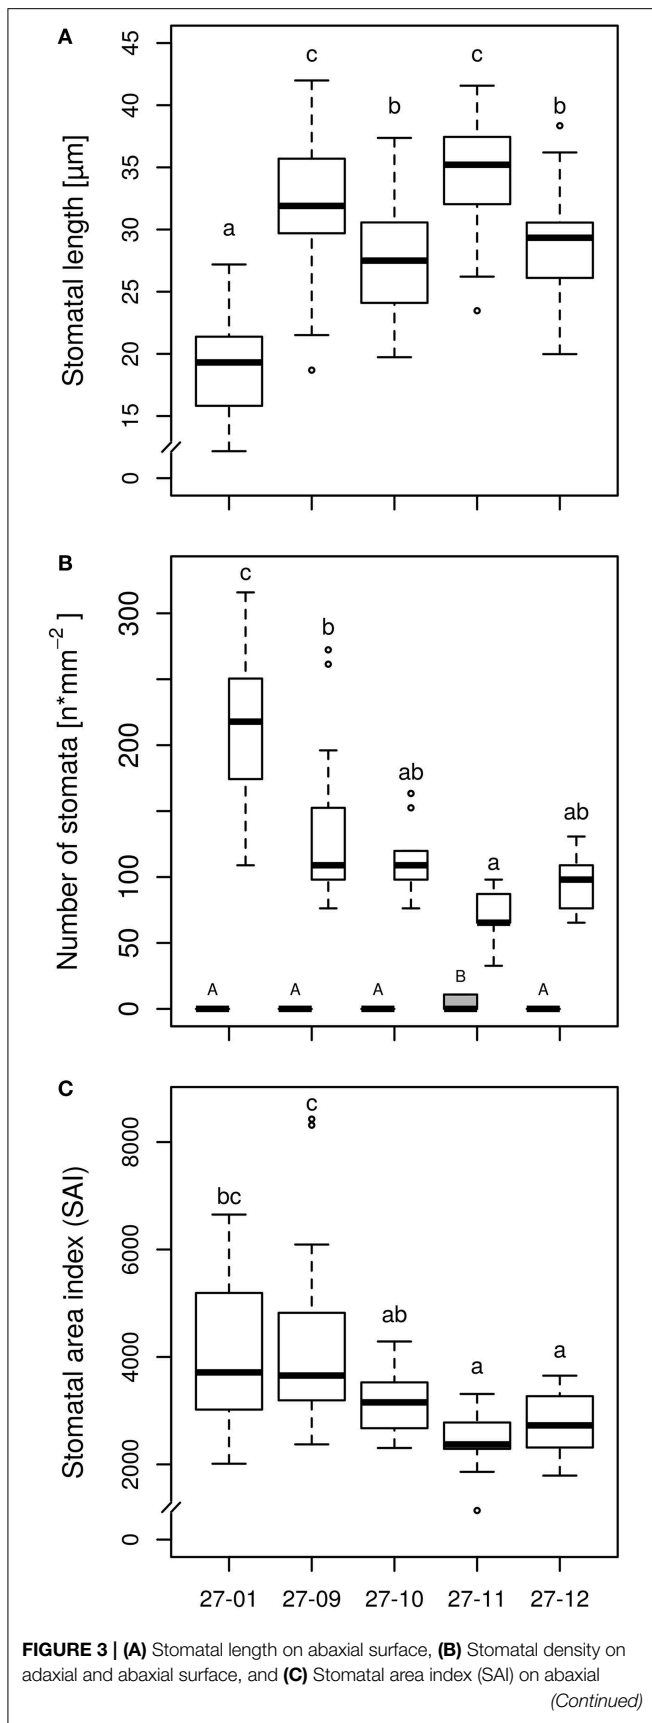 A
Stomatal length [µm]
45
40
35
30
25
20
15
0
a
c
b
c
b
B
Number of stomata [n*mm−2 ]
300
200
100
50
0
c
b
ab
a
ab
A
A
A
B
A
C
Stomatal area index (SAI)
8000
6000
4000
2000
0
bc
c
ab
a
a
27-01 27-09 27-10 27-11 27-12
FIGURE 3 | (A) Stomatal length on abaxial surface, (B) Stomatal density on
adaxial and abaxial surface, and (C) Stomatal area index (SAI) on abaxial
(Continued)